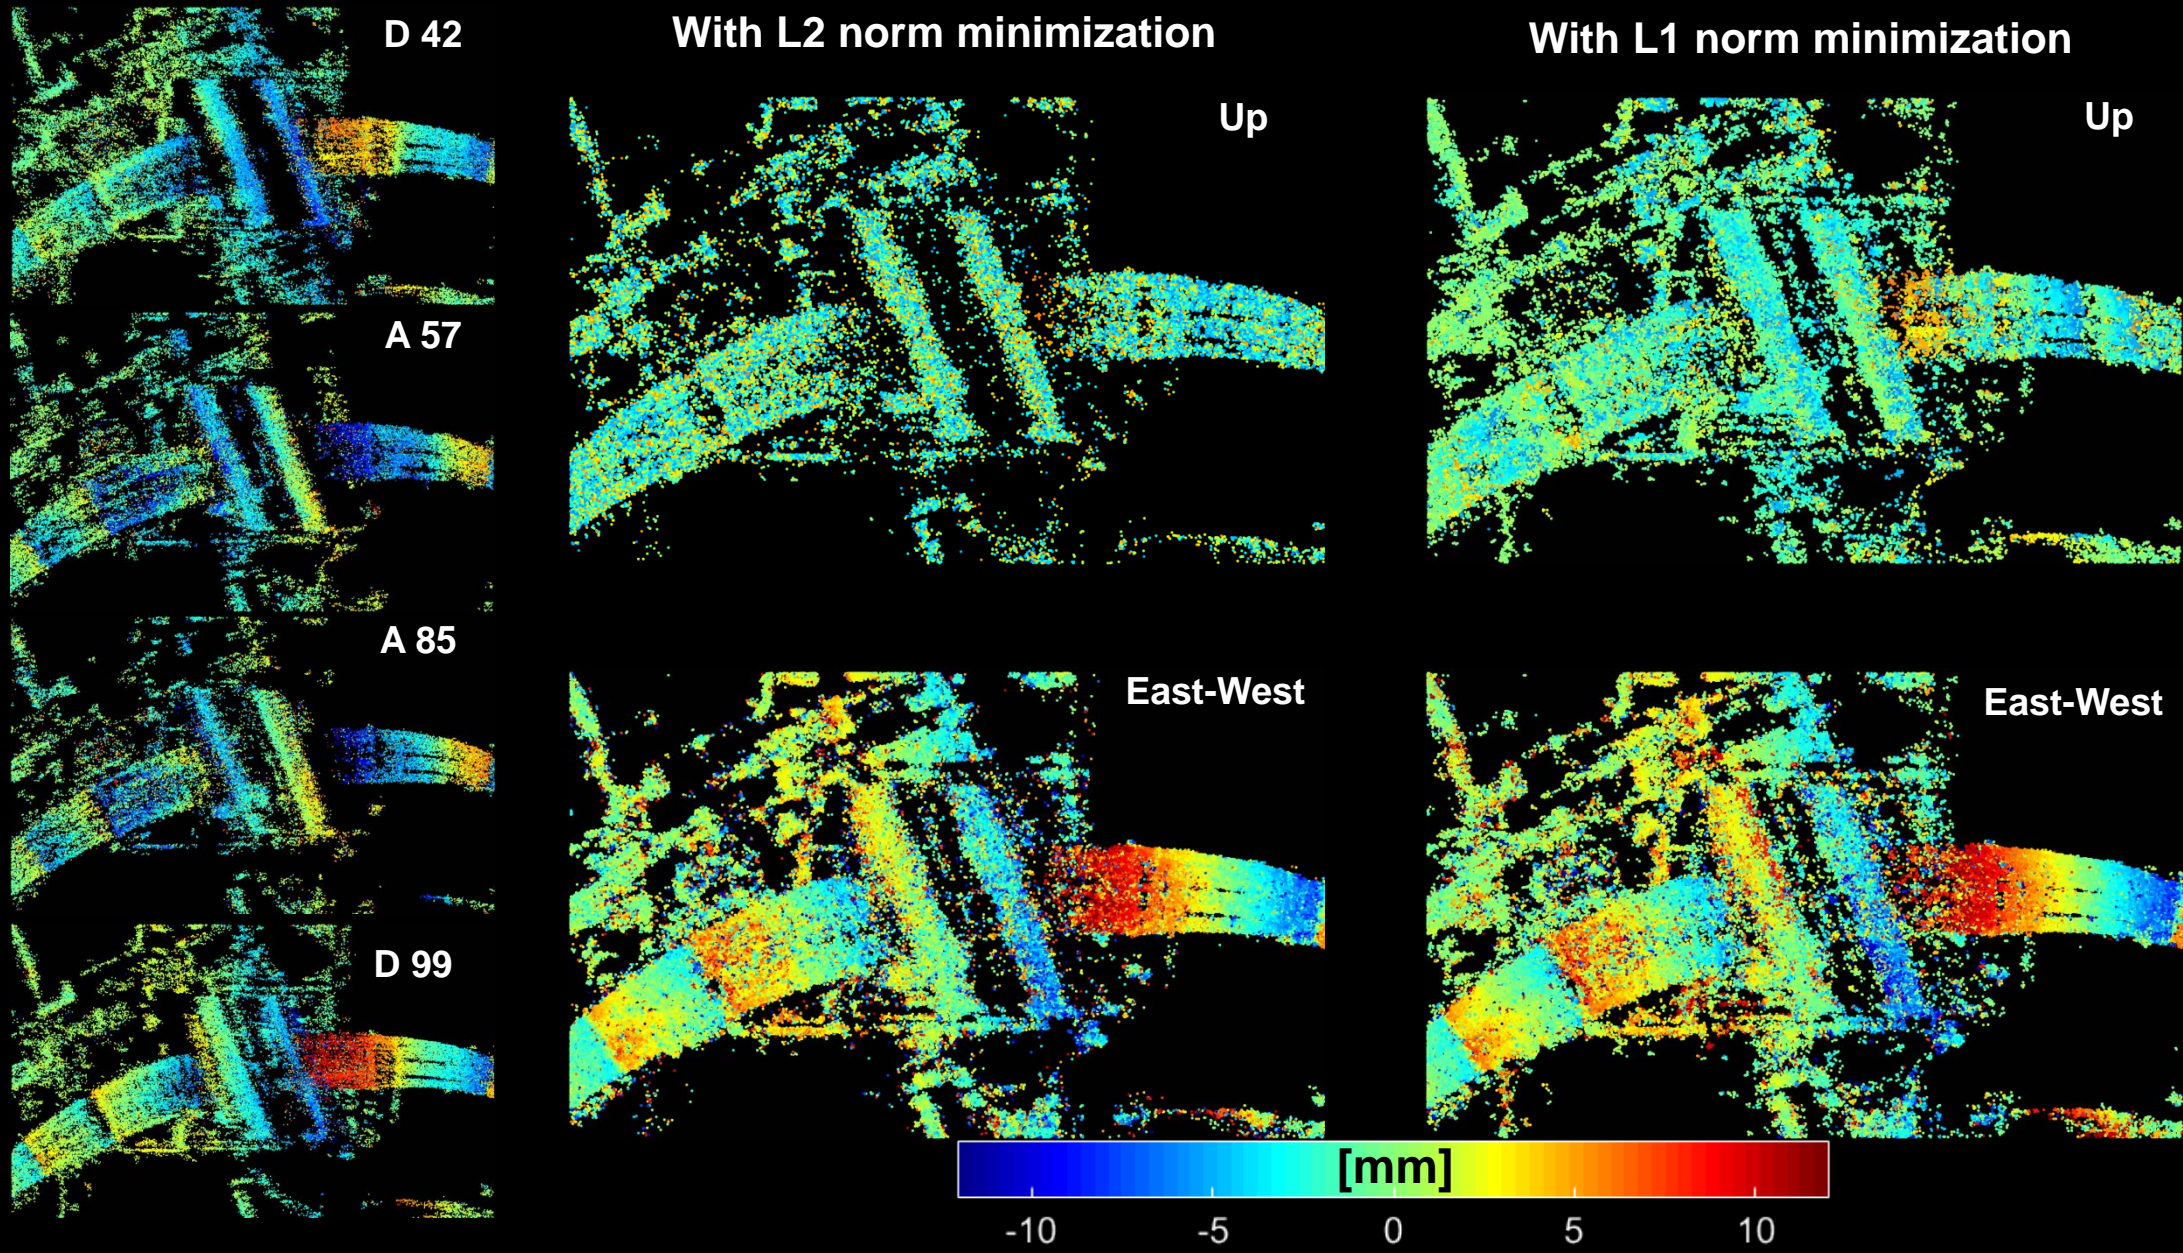 D 42
With L2 norm minimization
With L1 norm minimization
Up
Up
A 57
A 85
East-West
East-West
D 99
[mm]
-10 -5 0 5 10